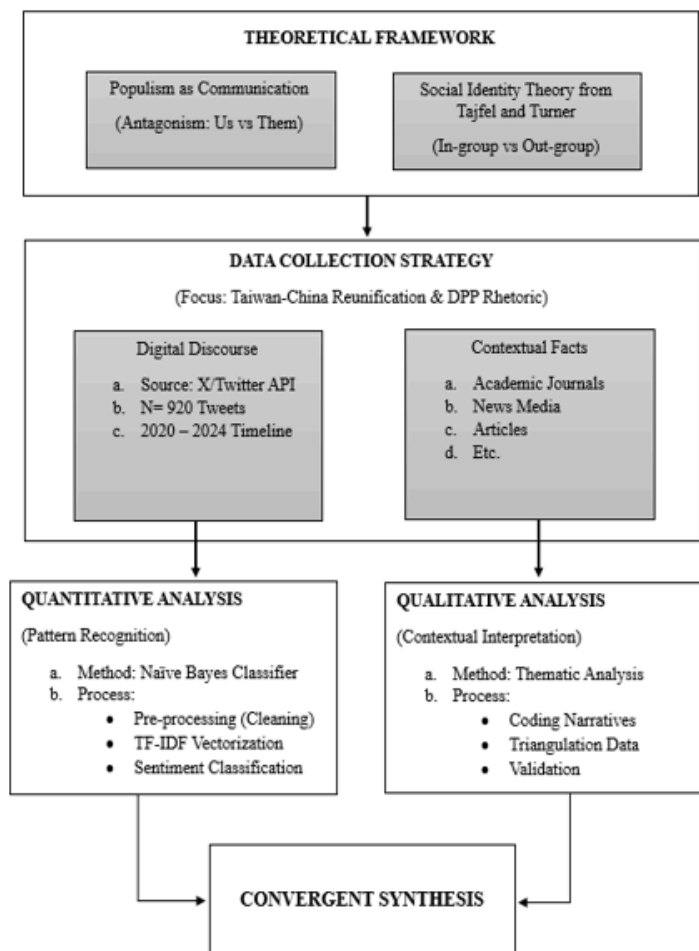 THEORETICAL FRAMEWORK
Populism as Communication
(Antagonism: Us vs Them)
Social Identity Theory from
Tajfel and Turner
(In-group vs Out-group)
DATA COLLECTION STRATEGY
(Focus: Taiwan-China Reunification & DPP Rhetoric)
Digital Discourse
a. Source: X/Twitter API
b. N= 920 Tweets
c. 2020 – 2024 Timeline
Contextual Facts
a. Academic Journals
b. News Media
c. Articles
d. Etc.
QUANTITATIVE ANALYSIS
(Pattern Recognition)
a. Method: Naïve Bayes Classifier
b. Process:
• Pre-processing (Cleaning)
• TF-IDF Vectorization
• Sentiment Classification
QUALITATIVE ANALYSIS
(Contextual Interpretation)
a. Method: Thematic Analysis
b. Process:
• Coding Narratives
• Triangulation Data
• Validation
CONVERGENT SYNTHESIS